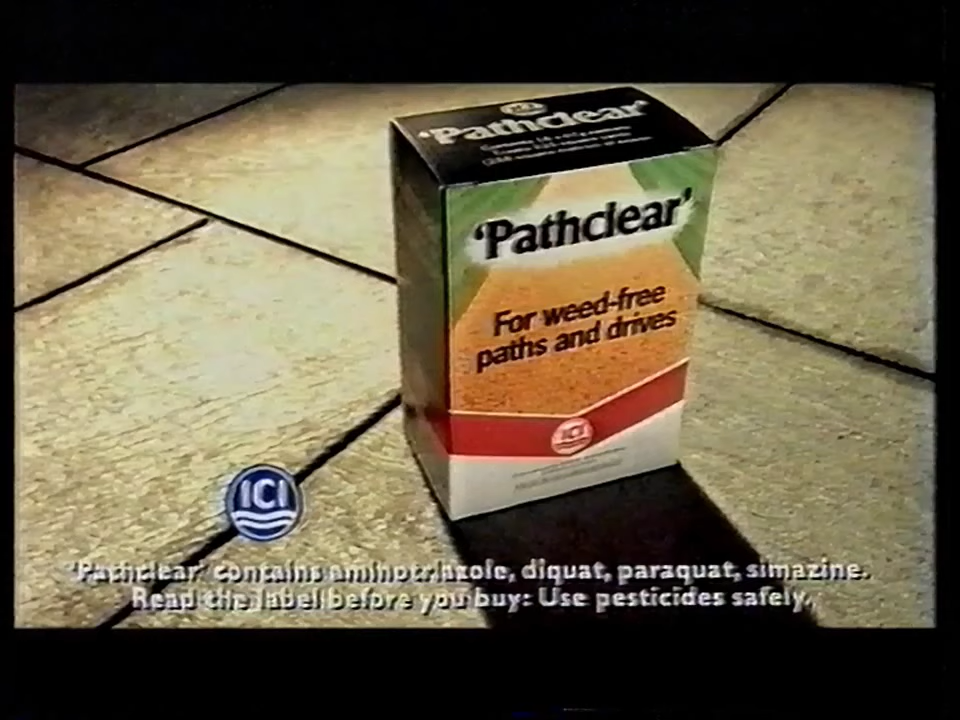 'Pathclear'
'Pathclear'
For weed-free
paths and drives
ICI
ICI
'Pathclear' contains aminotriazole, diquat, paraquat, simazine.
Read the label before you buy: Use pesticides safely.